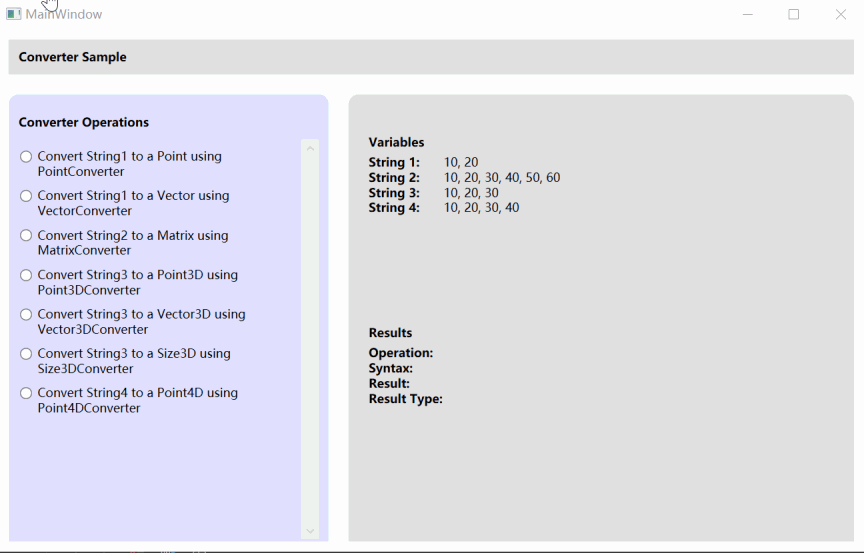 MainWindow
Converter Sample
Converter Operations
Convert String1 to a Point using
PointConverter
Convert String1 to a Vector using
VectorConverter
Convert String2 to a Matrix using
MatrixConverter
Convert String3 to a Point3D using
Point3DConverter
Convert String3 to a Vector3D using
Vector3DConverter
Convert String3 to a Size3D using
Size3DConverter
Convert String4 to a Point4D using
Point4DConverter
Variables
String 1: 10, 20
String 2: 10, 20, 30, 40, 50, 60
String 3: 10, 20, 30
String 4: 10, 20, 30, 40
Results
Operation:
Syntax:
Result:
Result Type: